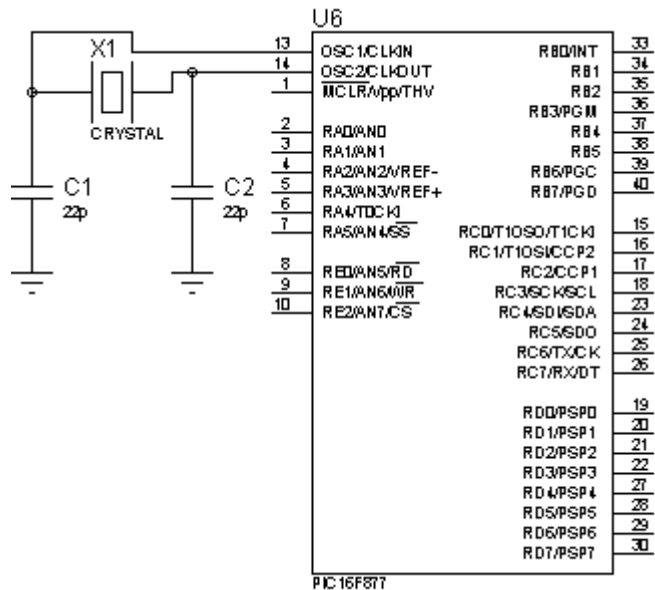 U6
X1
CRYSTAL
C1
22p
C2
22p
13 OSC1/CLKIN
14 OSC2/CLKOUT
1 MCLR/Vpp/THV
2 RA0/AN0
3 RA1/AN1
4 RA2/AN2/VREF-
5 RA3/AN3/VREF+
6 RA4/T0CKI
7 RA5/AN4/SS
8 RE0/AN5/RD
9 RE1/AN6/WR
10 RE2/AN7/CS
RB0/INT 33
RB1 34
RB2 35
RB3/PGM 36
RB4 37
RB5 38
RB6/PGC 39
RB7/PGD 40
RC0/T1OSO/T1CKI 15
RC1/T1OSI/CCP2 16
RC2/CCP1 17
RC3/SCK/SCL 18
RC4/SDI/SDA 23
RC5/SDO 24
RC6/TX/CK 25
RC7/RX/DT 26
RD0/PSP0 19
RD1/PSP1 20
RD2/PSP2 21
RD3/PSP3 22
RD4/PSP4 27
RD5/PSP5 28
RD6/PSP6 29
RD7/PSP7 30
PIC16F877